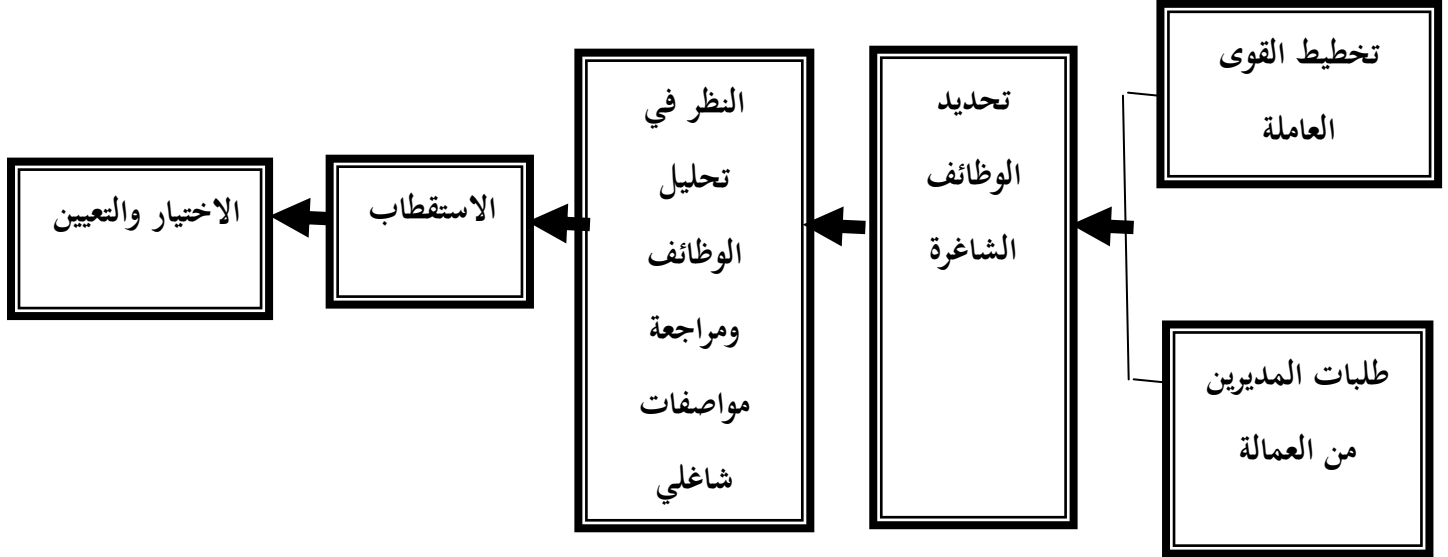 تخطيط القوى
العاملة
طلبات المديرين
من العمالة
تحديد
الوظائف
الشاغرة
النظر في
تحليل
الوظائف
ومراجعة
مواصفات
شاغلي
الاستقطاب
الاختيار والتعيين